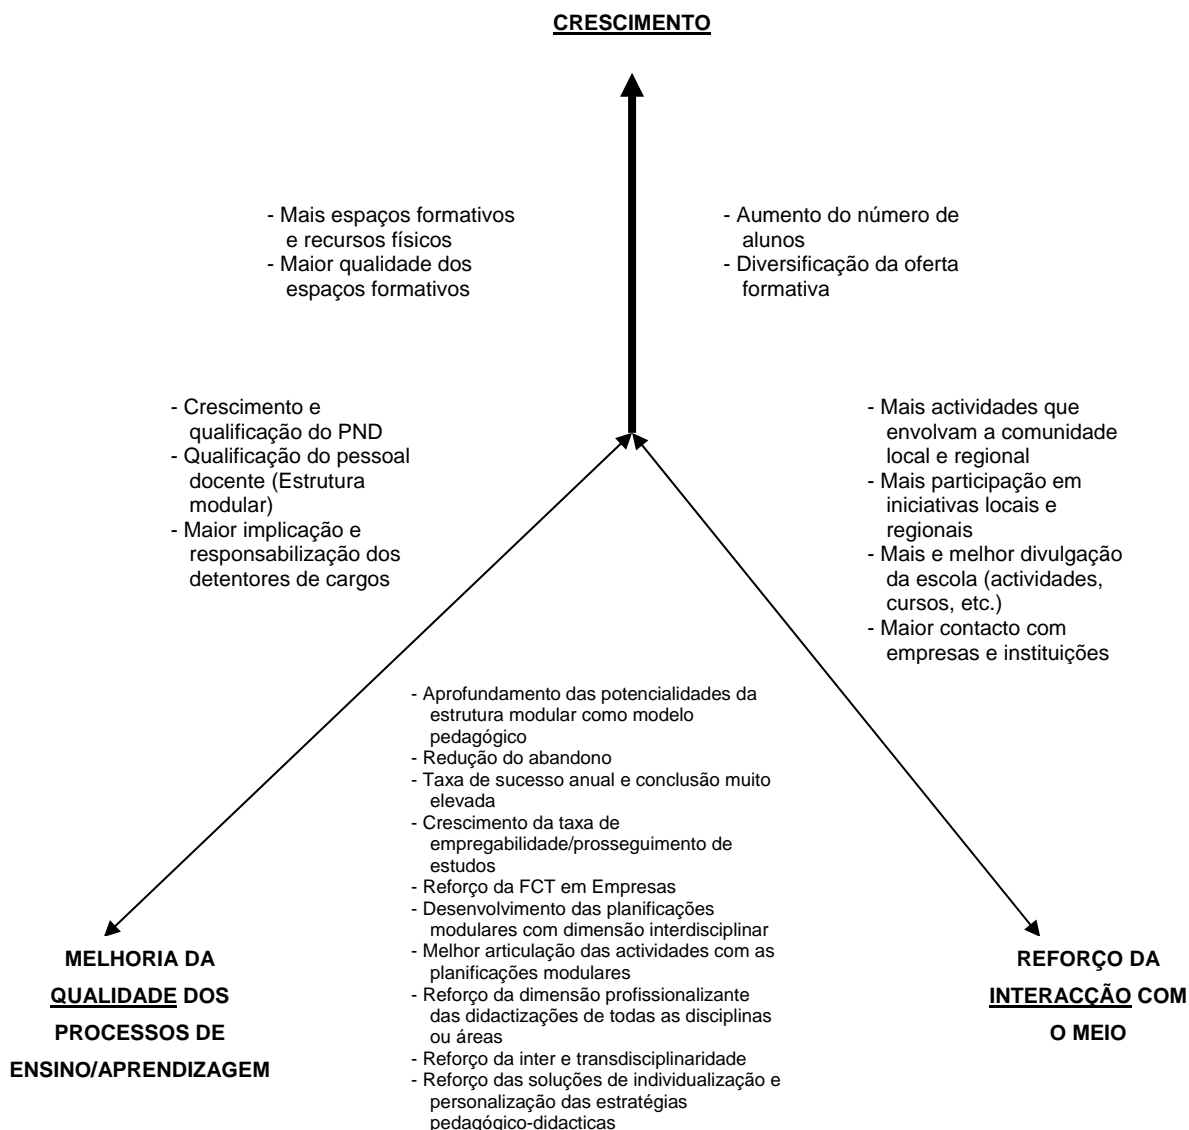 CRESCIMENTO
- Mais espaços formativos
e recursos físicos
- Maior qualidade dos
espaços formativos
- Aumento do número de
alunos
- Diversificação da oferta
formativa
- Crescimento e
qualificação do PND
- Qualificação do pessoal
docente (Estrutura
modular)
- Maior implicação e
responsabilização dos
detentores de cargos
- Mais actividades que
envolvam a comunidade
local e regional
- Mais participação em
iniciativas locais e
regionais
- Mais e melhor divulgação
da escola (actividades,
cursos, etc.)
- Maior contacto com
empresas e instituições
- Aprofundamento das potencialidades da
estrutura modular como modelo
pedagógico
- Redução do abandono
- Taxa de sucesso anual e conclusão muito
elevada
- Crescimento da taxa de
empregabilidade/prosseguimento de
estudos
- Reforço da FCT em Empresas
- Desenvolvimento das planificações
modulares com dimensão interdisciplinar
- Melhor articulação das actividades com as
planificações modulares
- Reforço da dimensão profissionalizante
das didactizações de todas as disciplinas
ou áreas
- Reforço da inter e transdisciplinaridade
- Reforço das soluções de individualização e
personalização das estratégias
pedagógico-didacticas
MELHORIA DA
QUALIDADE DOS
PROCESSOS DE
ENSINO/APRENDIZAGEM
REFORÇO DA
INTERACÇÃO COM
O MEIO